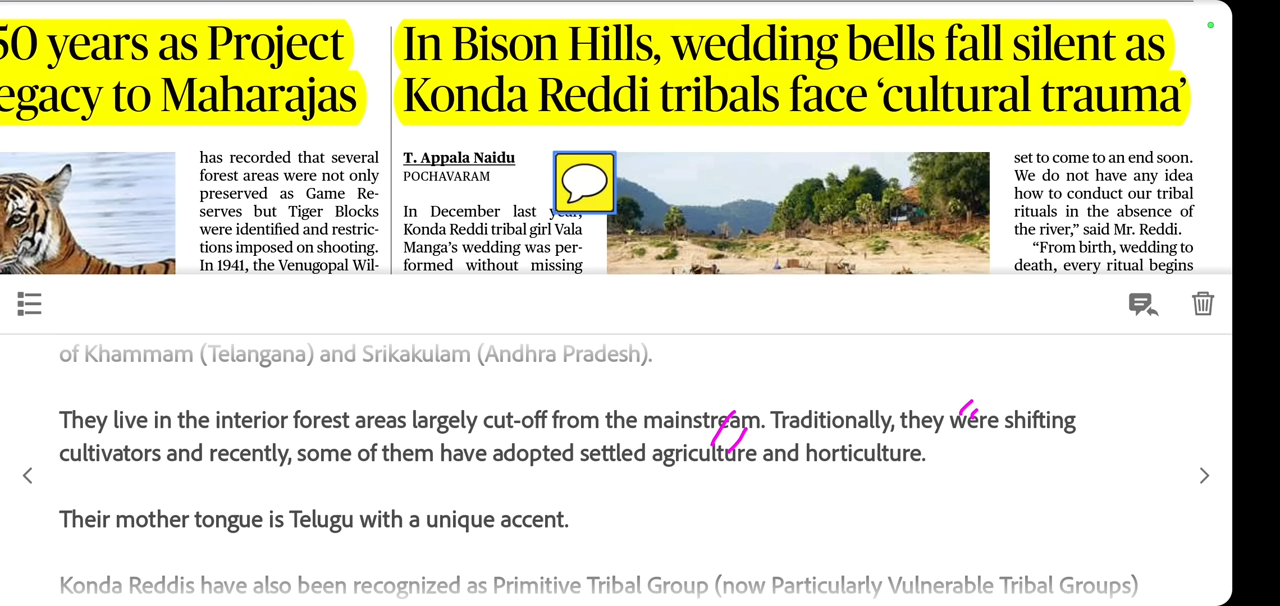 50 years as Project
egacy to Maharajas
has recorded that several
forest areas were not only
preserved as Game Re-
serves but Tiger Blocks
were identified and restric-
tions imposed on shooting.
In 1941, the Venugopal Wil-
In Bison Hills, wedding bells fall silent as
Konda Reddi tribals face ‘cultural trauma’
T. Appala Naidu
POCHAVARAM
In December last year,
Konda Reddi tribal girl Vala
Manga’s wedding was per-
formed without missing
set to come to an end soon.
We do not have any idea
how to conduct our tribal
rituals in the absence of
the river,” said Mr. Reddi.
“From birth, wedding to
death, every ritual begins
of Khammam (Telangana) and Srikakulam (Andhra Pradesh).
They live in the interior forest areas largely cut-off from the mainstream. Traditionally, they were shifting
cultivators and recently, some of them have adopted settled agriculture and horticulture.
Their mother tongue is Telugu with a unique accent.
Konda Reddis have also been recognized as Primitive Tribal Group (now Particularly Vulnerable Tribal Groups)